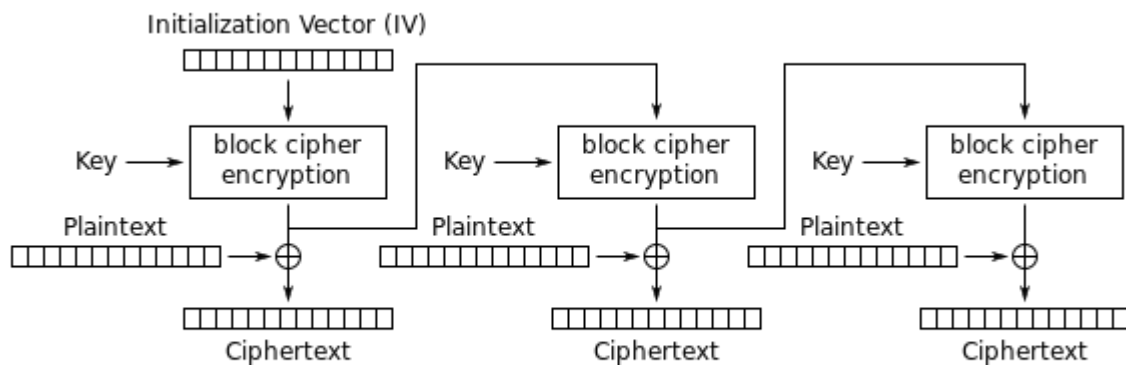 Initialization Vector (IV)
Key
block cipher
encryption
Key
block cipher
encryption
Key
block cipher
encryption
Plaintext
Plaintext
Plaintext
Ciphertext
Ciphertext
Ciphertext